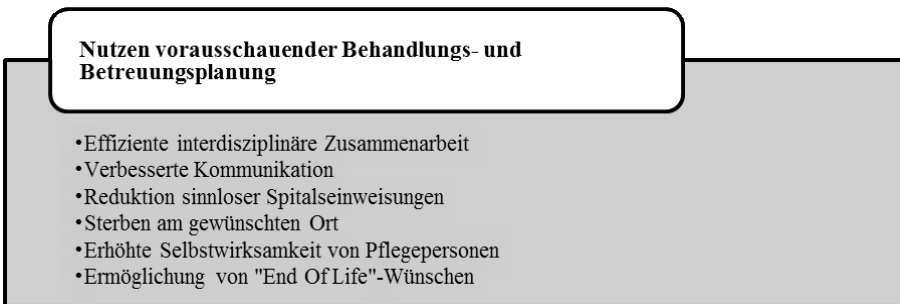 Nutzen vorausschauender Behandlungs- und
Betreuungsplanung
•Effiziente interdisziplinäre Zusammenarbeit
•Verbesserte Kommunikation
•Reduktion sinnloser Spitalseinweisungen
•Sterben am gewünschten Ort
•Erhöhte Selbstwirksamkeit von Pflegepersonen
•Ermöglichung von "End Of Life"-Wünschen